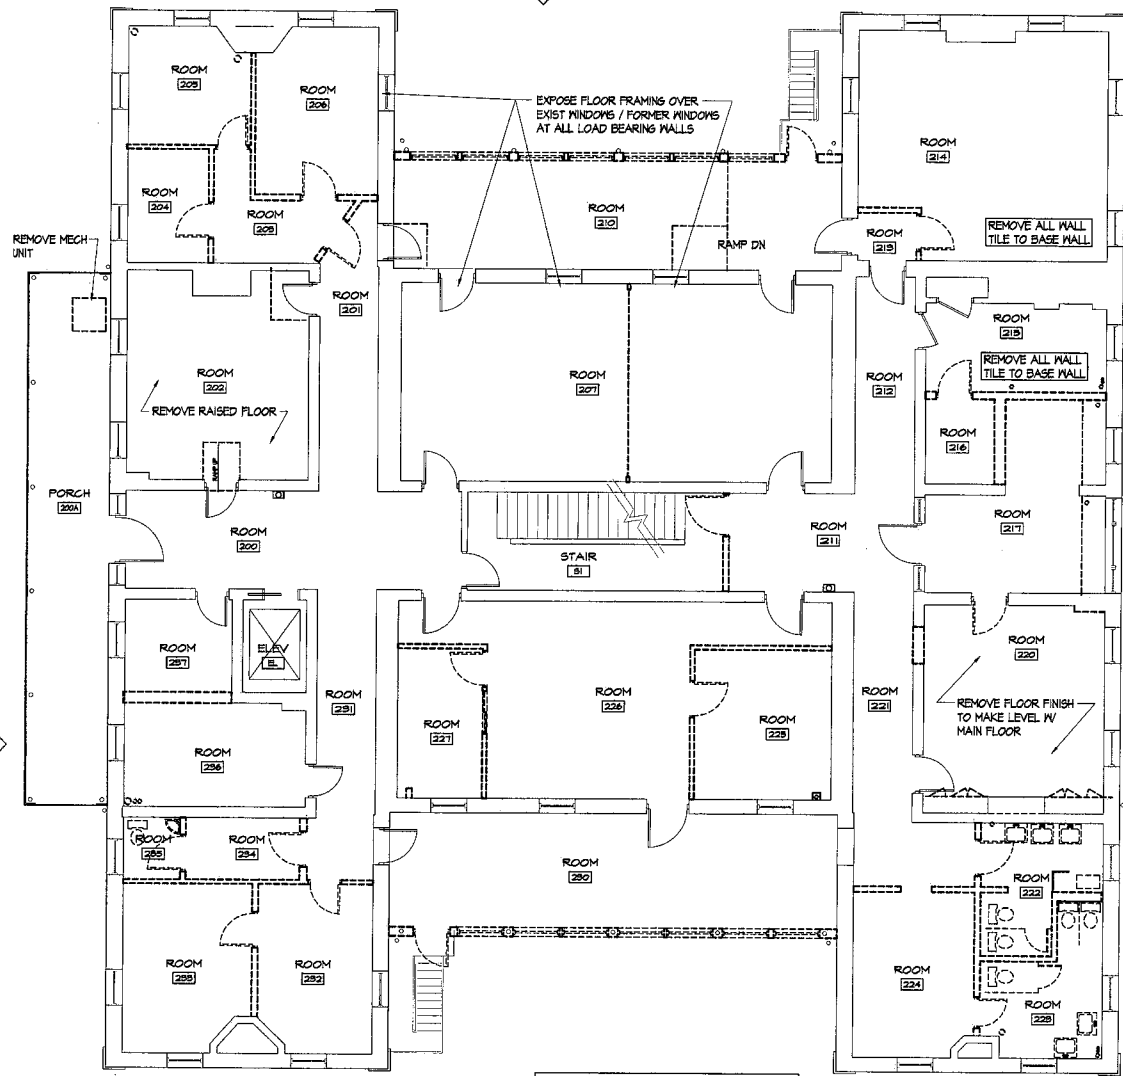 ROOM
205
ROOM
206
EXPOSE FLOOR FRAMING OVER
EXIST WINDOWS / FORMER WINDOWS
AT ALL LOAD BEARING WALLS
ROOM
214
ROOM
204
ROOM
210
ROOM
REMOVE MECH
UNIT
RAMP DN
ROOM
213
REMOVE ALL WALL
TILE TO BASE WALL
ROOM
201
ROOM
ROOM
202
ROOM
207
ROOM
212
REMOVE ALL WALL
TILE TO BASE WALL
REMOVE RAISED FLOOR
ROOM
216
RAMP UP
PORCH
200A
ROOM
200
STAIR
S1
ROOM
211
ROOM
217
ROOM
237
ELEV
EL
ROOM
220
ROOM
231
ROOM
226
ROOM
221
REMOVE FLOOR FINISH
TO MAKE LEVEL W/
MAIN FLOOR
ROOM
227
ROOM
225
ROOM
236
ROOM
235
ROOM
234
ROOM
230
ROOM
222
ROOM
233
ROOM
232
ROOM
224
ROOM
223